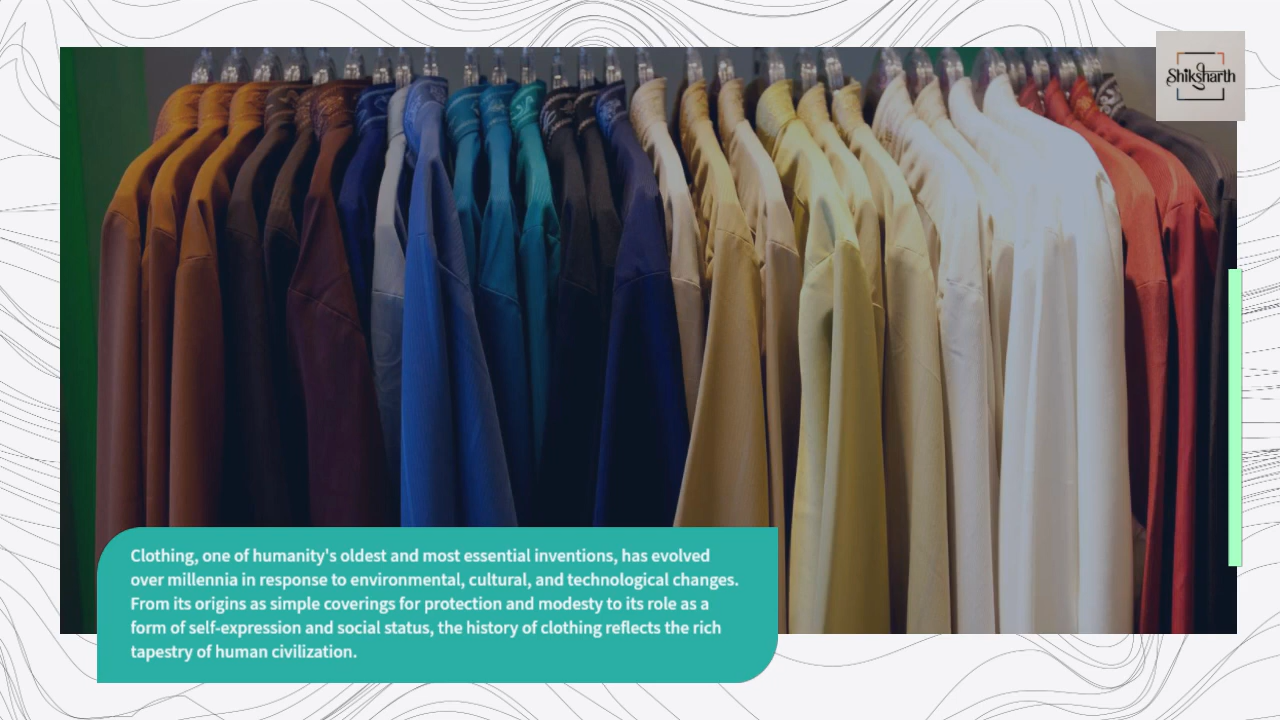 Shiksharth
Clothing, one of humanity's oldest and most essential inventions, has evolved
over millennia in response to environmental, cultural, and technological changes.
From its origins as simple coverings for protection and modesty to its role as a
form of self-expression and social status, the history of clothing reflects the rich
tapestry of human civilization.